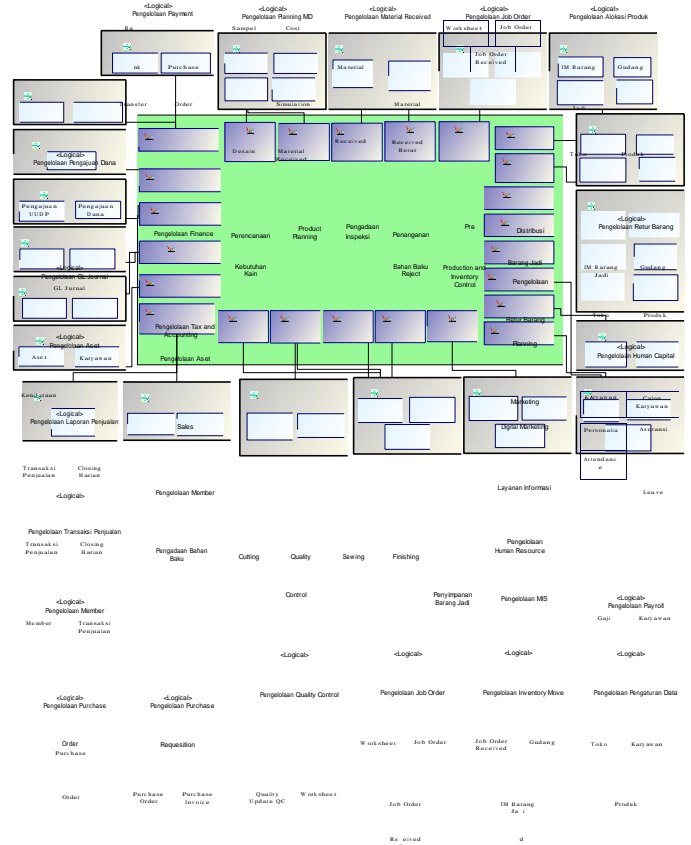 <Logical>
Pengelolaan Payment
<Logical>
Pengelolaan Planning MD
<Logical>
Pengelolaan Material Received
<Logical>
Pengelolaan Job Order
<Logical>
Pengelolaan Alokasi Produk
Sampel
Cost
Worksheet
Job Order
nk
Purchase
Material
Job Order
Received
IM Barang
Gudang
Transfer
Order
Simulation
Material
Jadi
Desain
Material
Received
Received
Received
Retur
Toko
Produk
<Logical>
Pengelolaan Pengajuan Dana
Pengajuan
UUDP
Pengajuan
Dana
Pengelolaan Finance
Perencanaan
Product
Planning
Pengadaan
Inspeksi
Penanganan
Pre
Distribusi
<Logical>
Pengelolaan Retur Barang
<Logical>
Pengelolaan GL Journal
GL Jurnal
Kebutuhan
Kain
Bahan Baku
Reject
Production and
Inventory
Control
Barang Jadi
Pengelolaan
IM Barang
Jadi
Gudang
Toko
Produk
Pengelolaan Tax and
Accounting
Retur Barang
Planning
<Logical>
Pengelolaan Aset
Aset
Karyawan
Pengelolaan Aset
<Logical>
Pengelolaan Human Capital
Kendaraan
<Logical>
Pengelolaan Laporan Penjualan
Sales
Marketing
Digital Marketing
Karyawan
Calon
Karyawan
Personalia
Asuransi
Attendanc
e
Transaksi
Penjualan
Closing
Harian
<Logical>
Pengelolaan Member
Layanan Informasi
Leave
Pengelolaan Transaksi Penjualan
Transaksi
Penjualan
Closing
Harian
Pengadaan Bahan
Baku
Cutting
Quality
Sewing
Finishing
Pengelolaan
Human Resource
Control
Penyimpanan
Barang Jadi
Pengelolaan MIS
<Logical>
Pengelolaan Member
Member
Transaksi
Penjualan
<Logical>
Pengelolaan Payroll
Gaji
Karyawan
<Logical>
<Logical>
<Logical>
<Logical>
Pengelolaan Purchase
<Logical>
Pengelolaan Purchase
Pengelolaan Quality Control
Pengelolaan Job Order
Pengelolaan Inventory Move
<Logical>
Pengelolaan Pengaturan Data
Order
Purchase
Requesition
Worksheet
Job Order
Job Order
Received
Gudang
Toko
Karyawan
Order
Purchase
Order
Purchase
Invoice
Quality
Update QC
Worksheet
Job Order
IM Barang
Produk